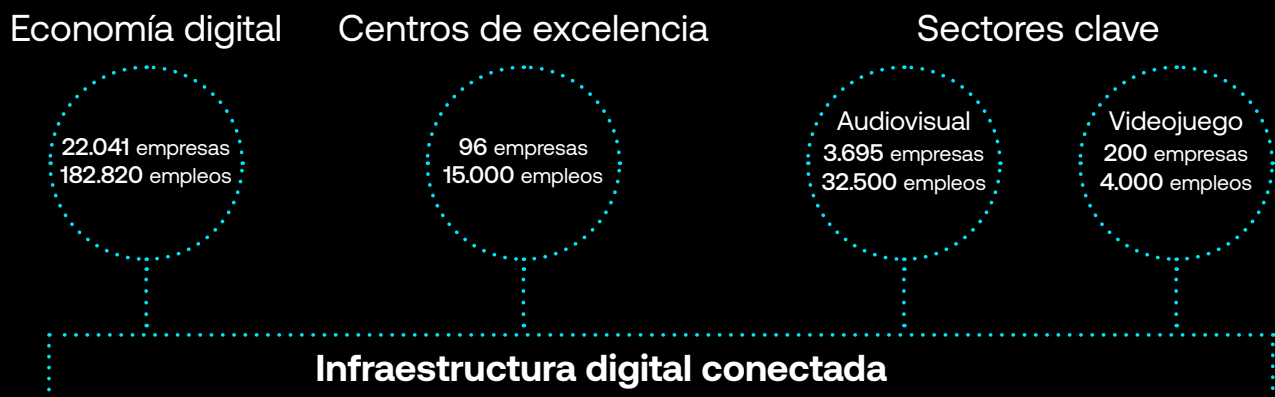 Economía digital
Centros de excelencia
Sectores clave
22.041 empresas
182.820 empleos
96 empresas
15.000 empleos
Audiovisual
3.695 empresas
32.500 empleos
Videojuego
200 empresas
4.000 empleos
Infraestructura digital conectada